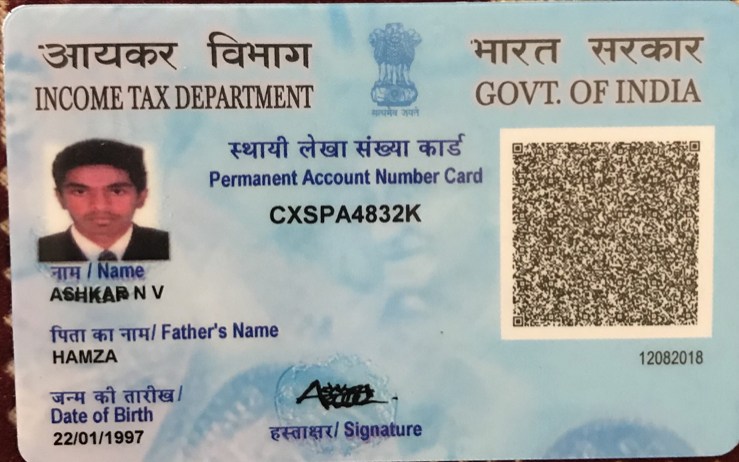 आयकर विभाग
INCOME TAX DEPARTMENT
भारत सरकार
GOVT. OF INDIA
सत्यमेव जयते
स्थायी लेखा संख्या कार्ड
Permanent Account Number Card
CXSPA4832K
नाम / Name
ASHKAR N V
पिता का नाम/ Father's Name
HAMZA
जन्म की तारीख/
Date of Birth
22/01/1997
हस्ताक्षर/ Signature
12082018